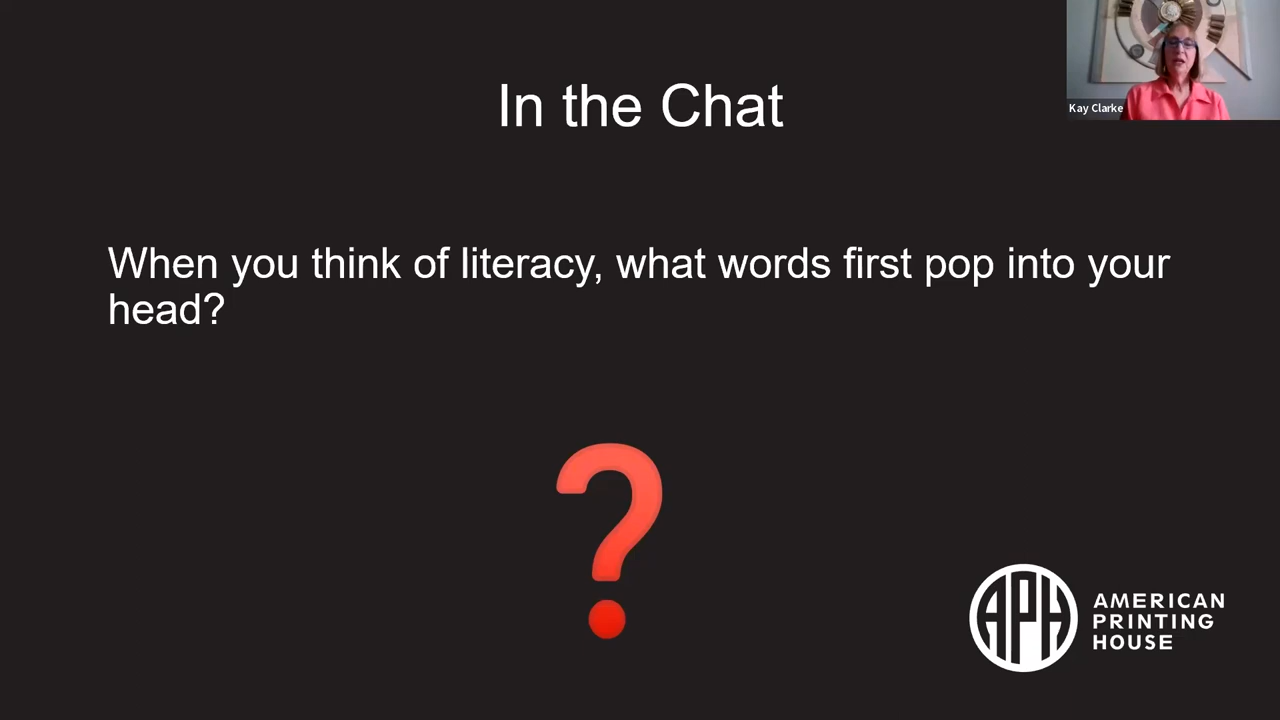 In the Chat
Kay Clarke
When you think of literacy, what words first pop into your
head?
?
APH
AMERICAN
PRINTING
HOUSE